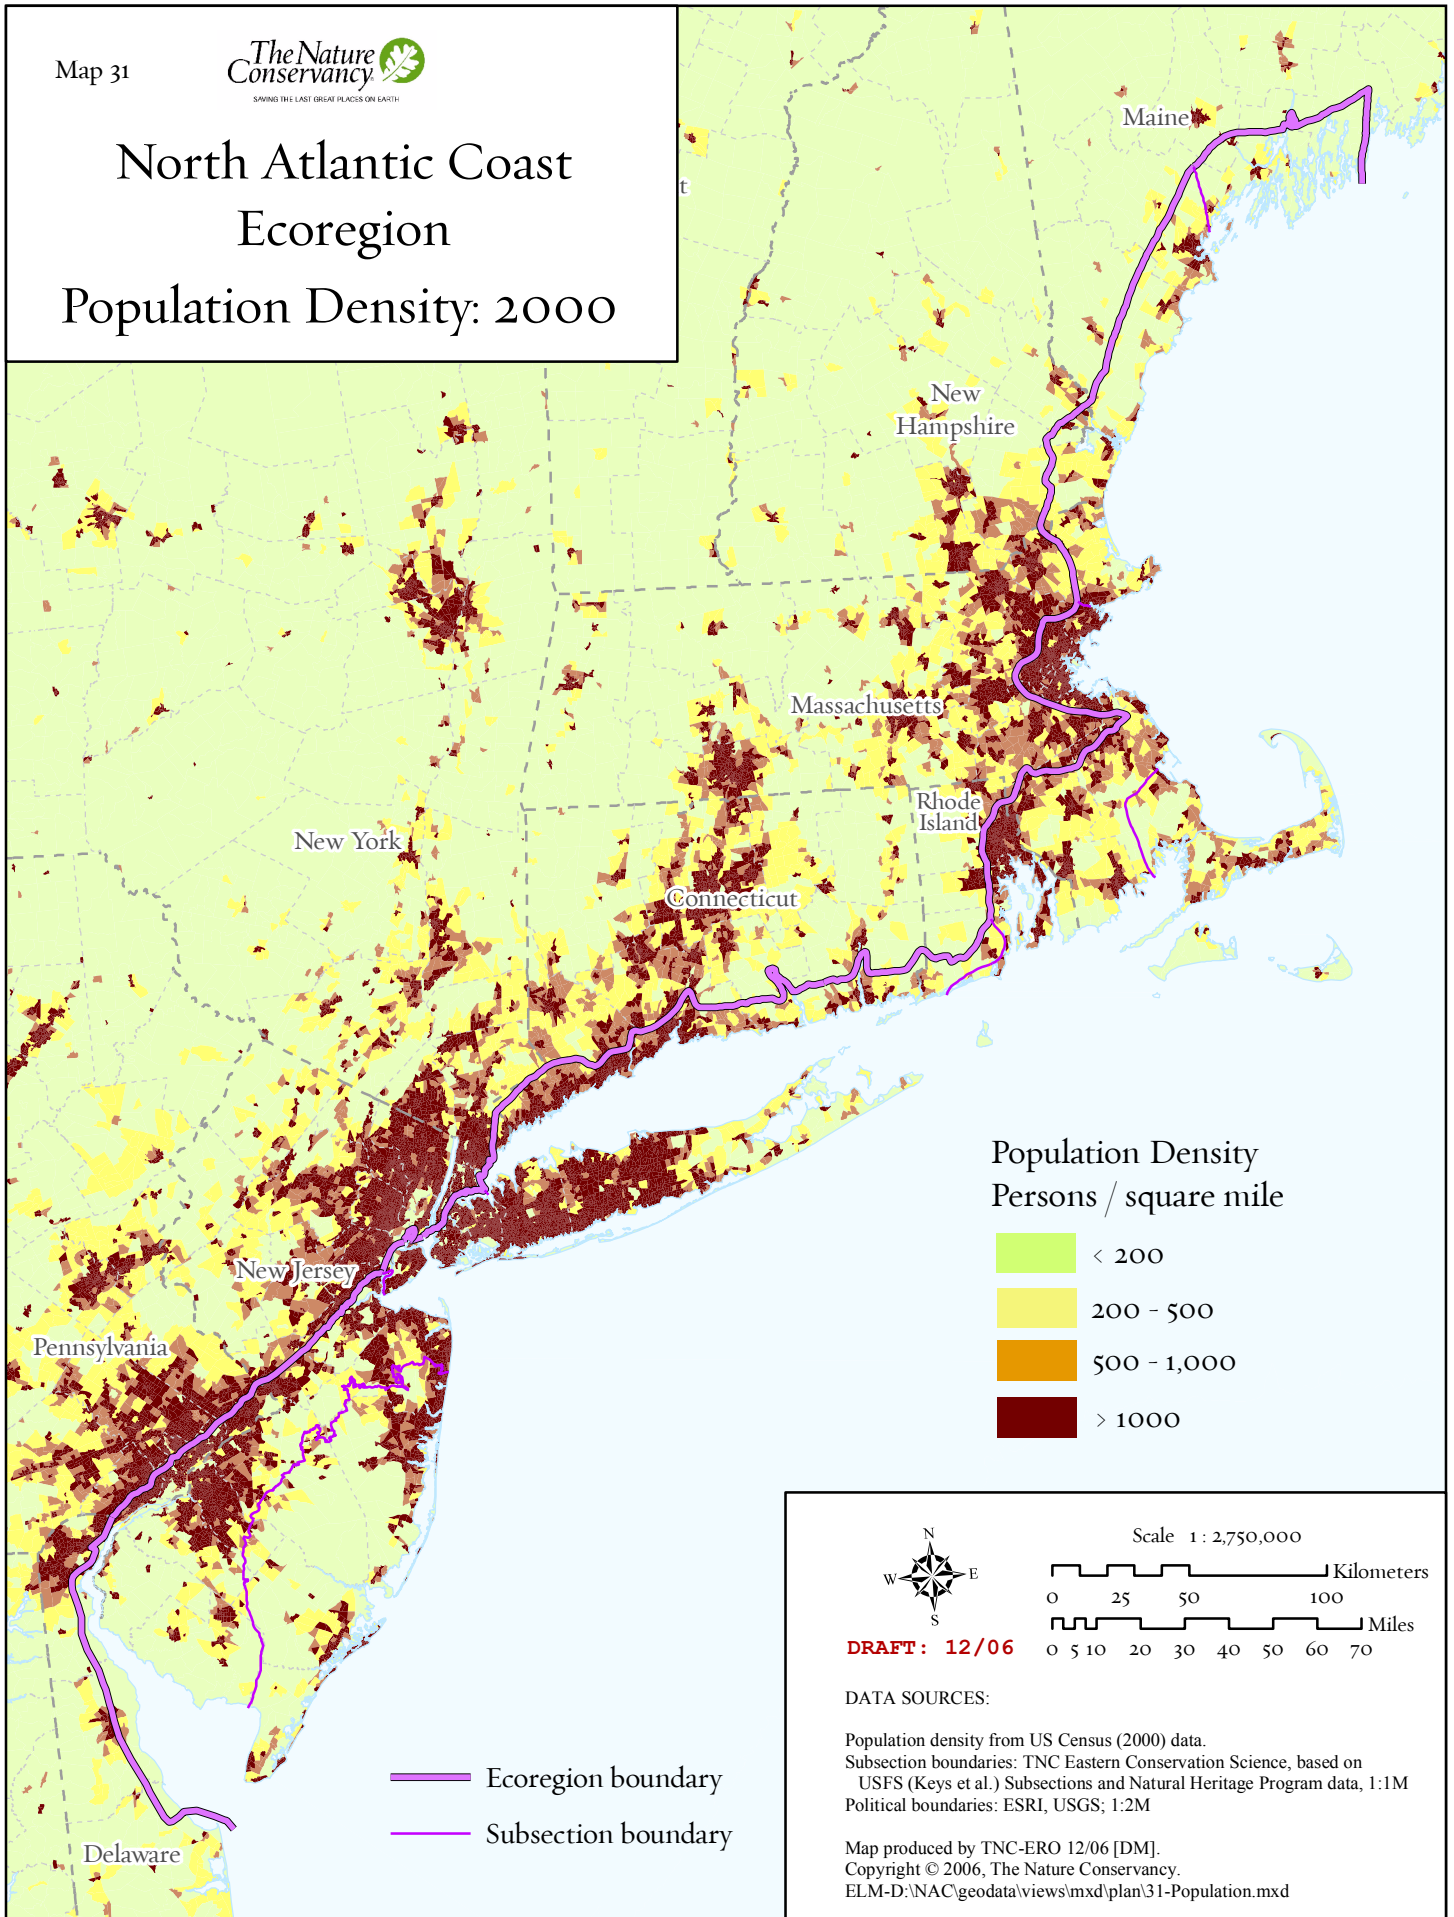 Map 31
The Nature
Conservancy
SAVING THE LAST GREAT PLACES ON EARTH
North Atlantic Coast
Ecoregion
Population Density: 2000
t
Maine
New
Hampshire
Massachusetts
Rhode
Island
New York
Connecticut
New Jersey
Pennsylvania
Delaware
Population Density
Persons / square mile
< 200
200 - 500
500 - 1,000
> 1000
Ecoregion boundary
Subsection boundary
N
W
E
S
DRAFT: 12/06
Scale 1 : 2,750,000
Kilometers
0 25 50 100
Miles
0 5 10 20 30 40 50 60 70
DATA SOURCES:
Population density from US Census (2000) data.
Subsection boundaries: TNC Eastern Conservation Science, based on
USFS (Keys et al.) Subsections and Natural Heritage Program data, 1:1M
Political boundaries: ESRI, USGS; 1:2M
Map produced by TNC-ERO 12/06 [DM].
Copyright © 2006, The Nature Conservancy.
ELM-D:\NAC\geodata\views\mxd\plan\31-Population.mxd